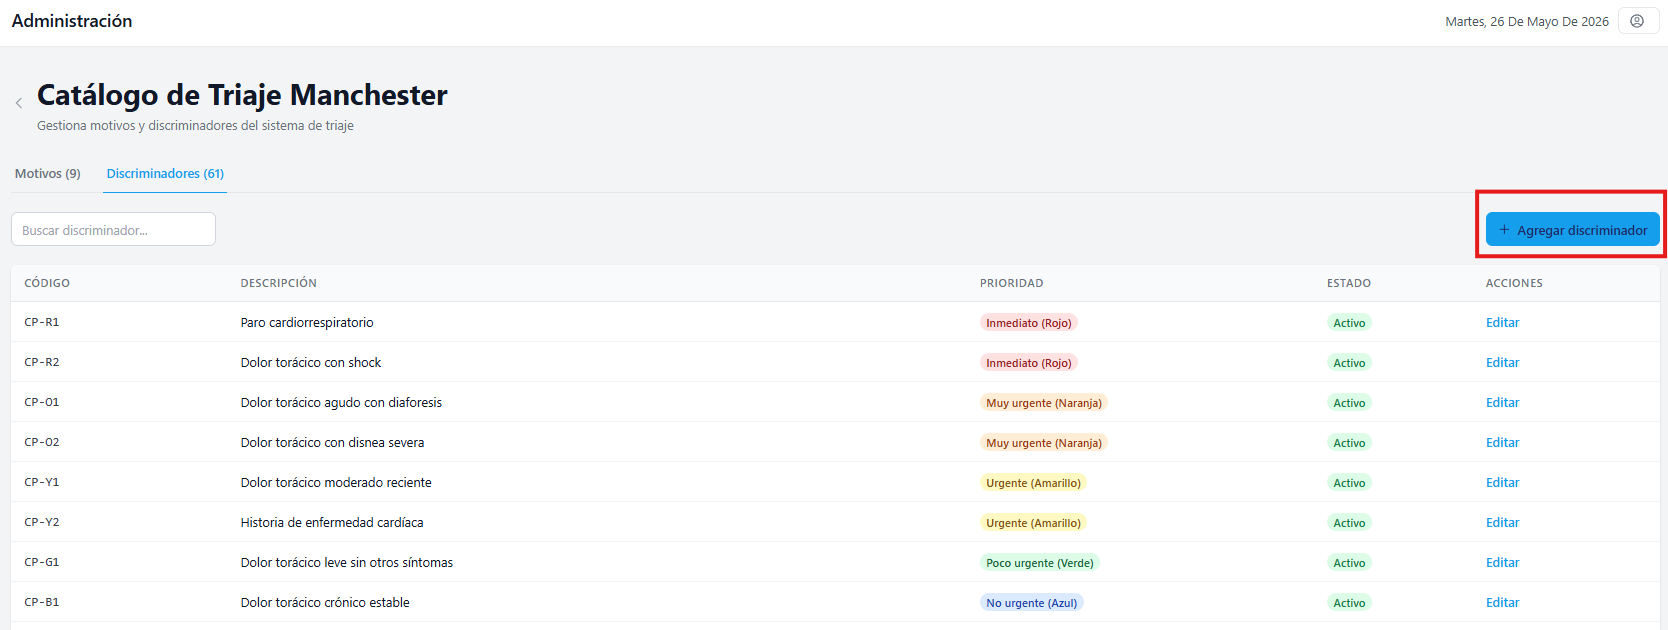 Administración
Martes, 26 De Mayo De 2026
Catálogo de Triaje Manchester
Gestiona motivos y discriminadores del sistema de triaje
Motivos (9) Discriminadores (61)
Buscar discriminador...
+ Agregar discriminador
CÓDIGO DESCRIPCIÓN PRIORIDAD ESTADO ACCIONES
CP-R1 Paro cardiorrespiratorio Inmediato (Rojo) Activo Editar
CP-R2 Dolor torácico con shock Inmediato (Rojo) Activo Editar
CP-O1 Dolor torácico agudo con diaforesis Muy urgente (Naranja) Activo Editar
CP-O2 Dolor torácico con disnea severa Muy urgente (Naranja) Activo Editar
CP-Y1 Dolor torácico moderado reciente Urgente (Amarillo) Activo Editar
CP-Y2 Historia de enfermedad cardíaca Urgente (Amarillo) Activo Editar
CP-G1 Dolor torácico leve sin otros síntomas Poco urgente (Verde) Activo Editar
CP-B1 Dolor torácico crónico estable No urgente (Azul) Activo Editar